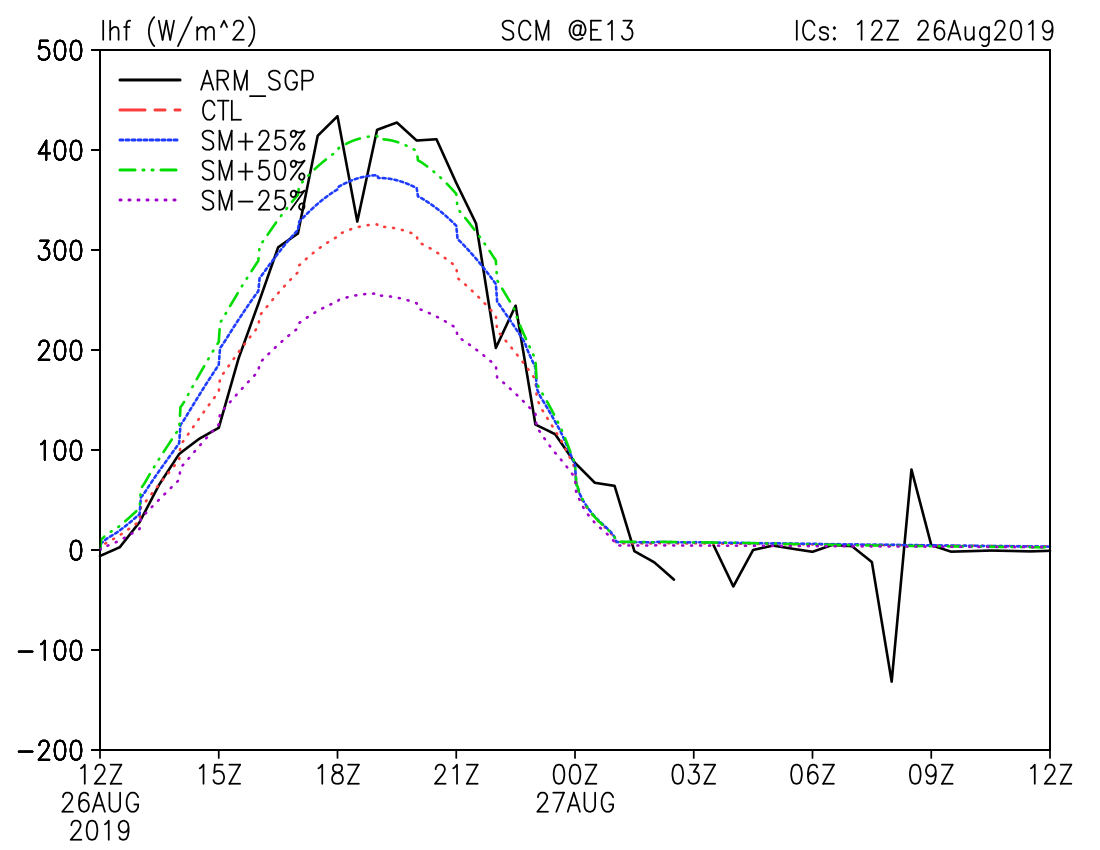 lhf (W/m^2) SCM @E13 ICs: 12Z 26Aug2019
500
ARM_SGP
CTL
SM+25%
400
SM+50%
SM−25%
300
200
100
0
−100
−200
12Z 15Z 18Z 21Z 00Z 03Z 06Z 09Z 12Z
26AUG 27AUG
2019